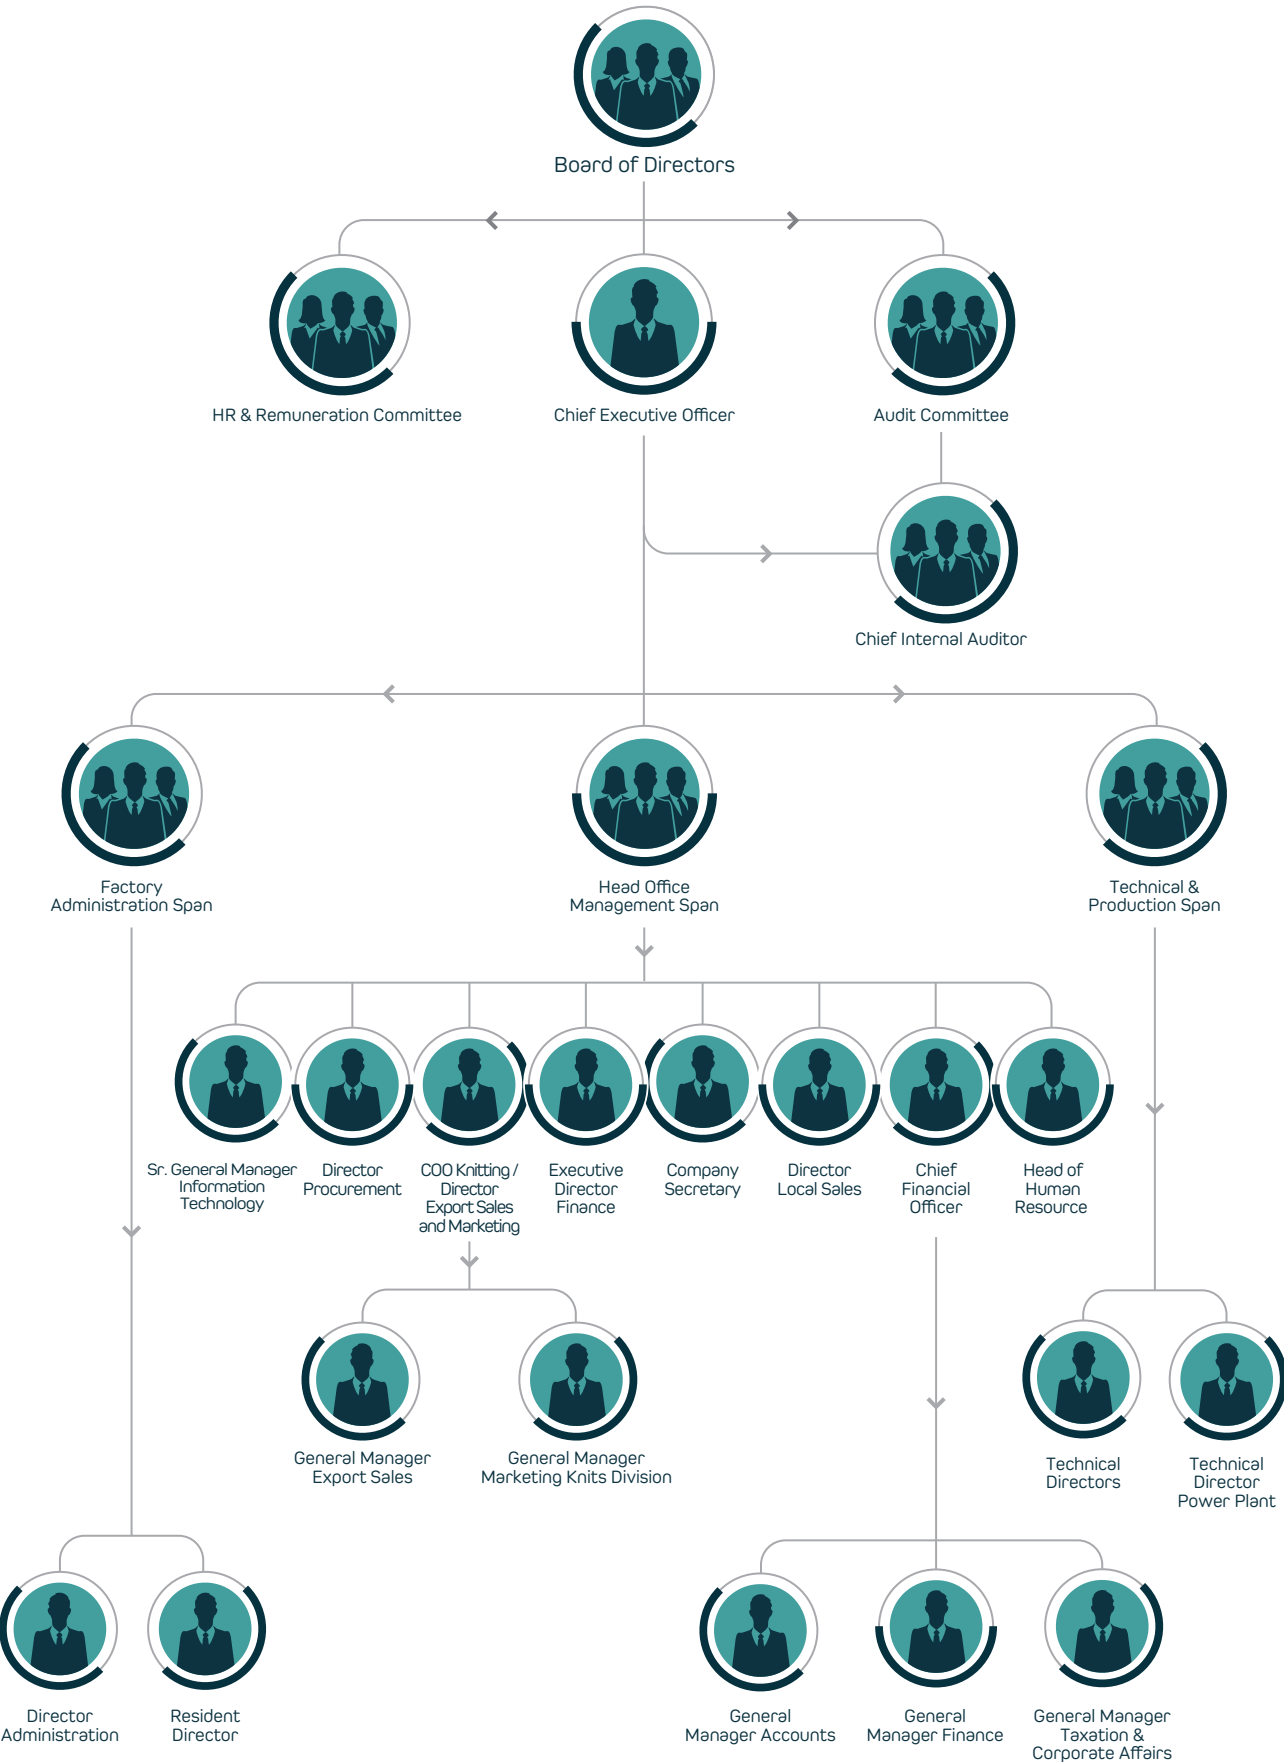 Board of Directors
HR & Remuneration Committee
Chief Executive Officer
Audit Committee
Chief Internal Auditor
Factory
Administration Span
Head Office
Management Span
Technical &
Production Span
Sr. General Manager
Information
Technology
Director
Procurement
COO Knitting /
Director
Export Sales
and Marketing
Executive
Director
Finance
Company
Secretary
Director
Local Sales
Chief
Financial
Officer
Head of
Human
Resource
General Manager
Export Sales
General Manager
Marketing Knits Division
Technical
Directors
Technical
Director
Power Plant
Director
Administration
Resident
Director
General
Manager Accounts
General
Manager Finance
General Manager
Taxation &
Corporate Affairs